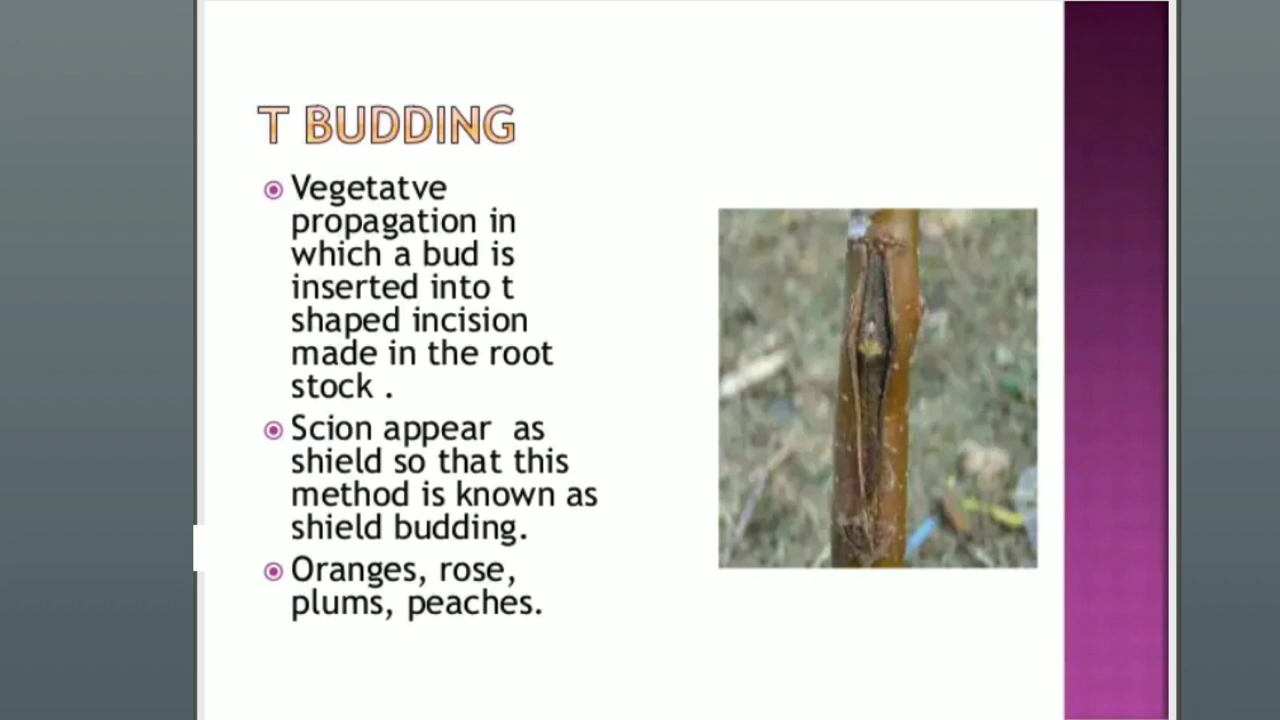 T BUDDING
Vegetatve
propagation in
which a bud is
inserted into t
shaped incision
made in the root
stock .
Scion appear  as
shield so that this
method is known as
shield budding.
Oranges, rose,
plums, peaches.